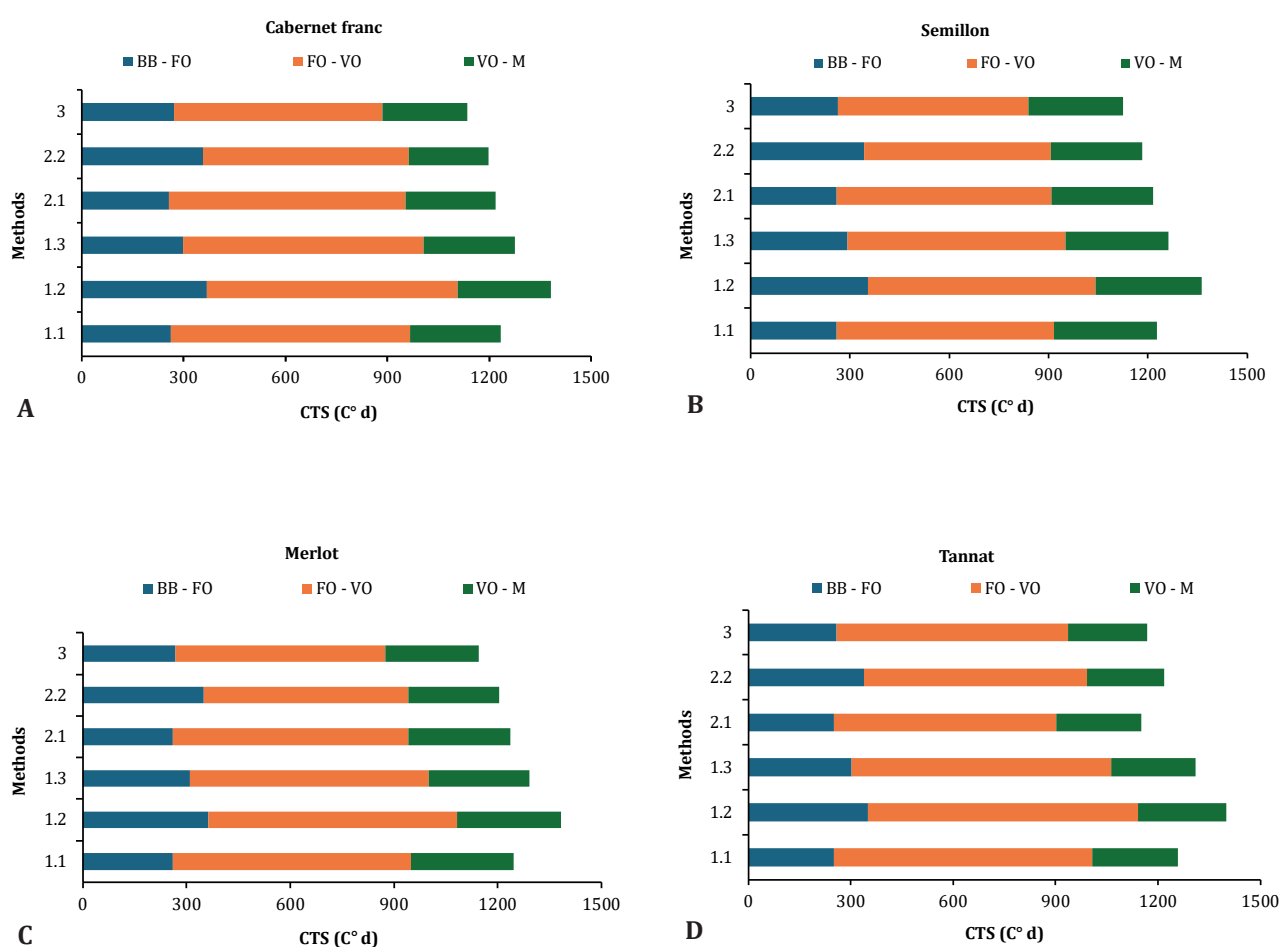 Cabernet franc
BB - FO FO - VO VO - M
3
2.2
2.1
1.3
1.2
1.1
Methods
0 300 600 900 1200 1500
CTS (C° d)
A
Semillon
BB - FO FO - VO VO - M
3
2.2
2.1
1.3
1.2
1.1
Methods
0 300 600 900 1200 1500
CTS (C° d)
B
Merlot
BB - FO FO - VO VO - M
3
2.2
2.1
1.3
1.2
1.1
Methods
0 300 600 900 1200 1500
CTS (C° d)
C
Tannat
BB - FO FO - VO VO - M
3
2.2
2.1
1.3
1.2
1.1
Methods
0 300 600 900 1200 1500
CTS (C° d)
D